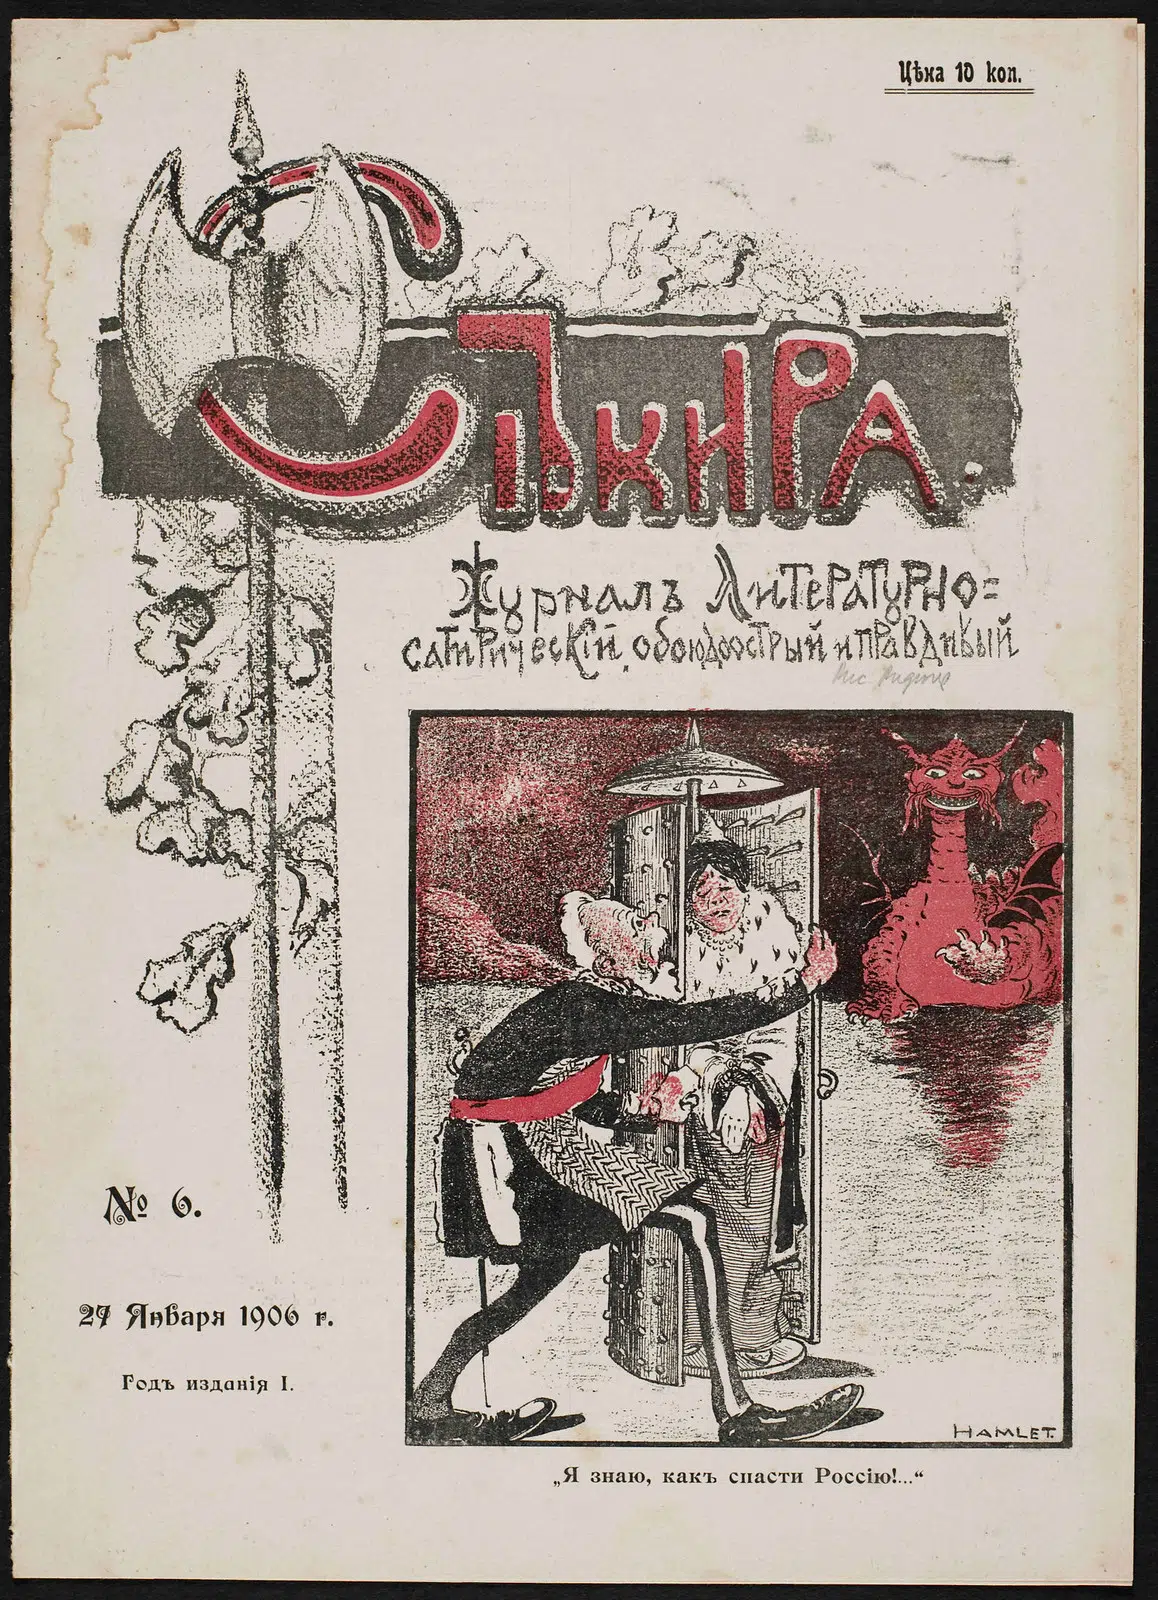 Цѣна 10 коп.
Сѣкира.
Журналъ Литературно=
сатирическій обоюдоострый и правдивый
№ 6.
27 Января 1906 г.
Годъ изданія I.
HAMLET.
„Я знаю, какъ спасти Россію!...“